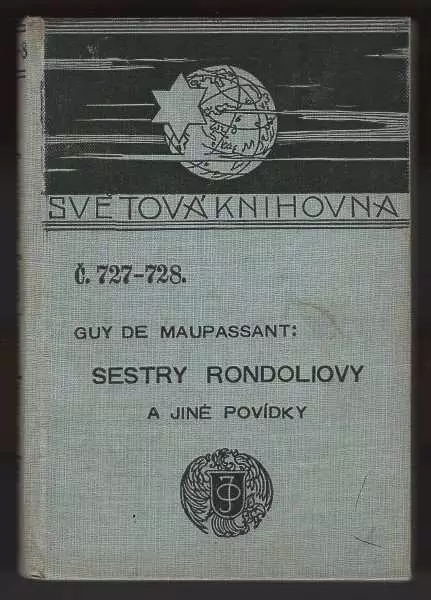 SVĚTOVÁ KNIHOVNA
Č. 727-728.
GUY DE MAUPASSANT:
SESTRY RONDOLIOVY
A JINÉ POVÍDKY